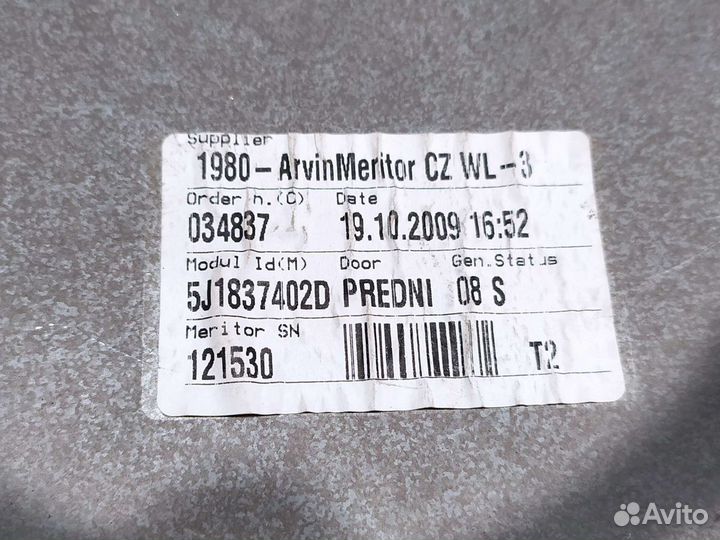 Supplier
1980-ArvinMeritor CZ WL-3
Order n.(C) Date
034837 19.10.2009 16:52
Modul Id(M) Door Gen.Status
5J1837402D PREDNI 08 S
Meritor SN
121530 T2
Avito